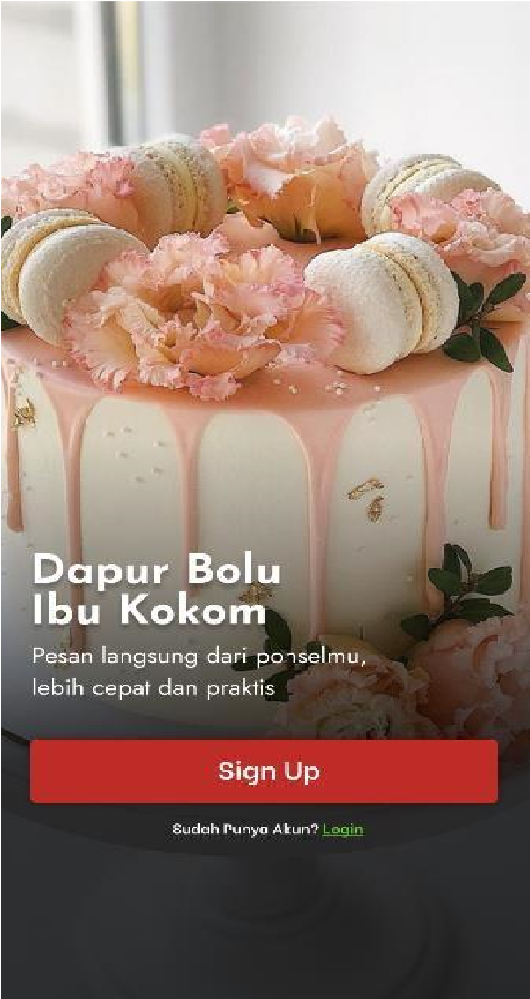 Dapur Bolu
Ibu Kokom
Pesan langsung dari ponselmu,
lebih cepat dan praktis
Sign Up
Sudah Punya Akun? Login